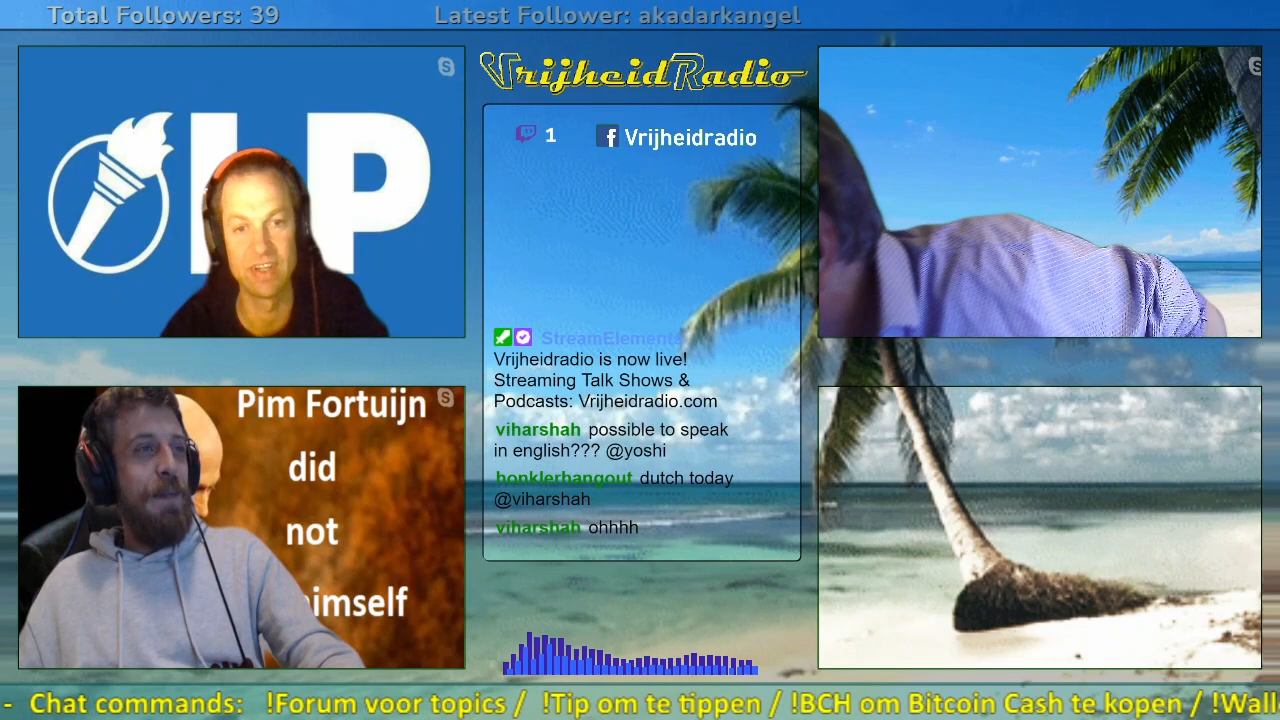 Total Followers: 39
Latest Follower: akadarkangel
VrijheidRadio
LP
1
Vrijheidradio
StreamElements
Vrijheidradio is now live!
Streaming Talk Shows &
Podcasts: Vrijheidradio.com
viharshah possible to speak
in english??? @yoshi
honklerhangout dutch today
@viharshah
viharshah ohhhh
Pim Fortuijn
did
not
himself
- Chat commands: !Forum voor topics / !Tip om te tippen / !BCH om Bitcoin Cash te kopen / !Wall